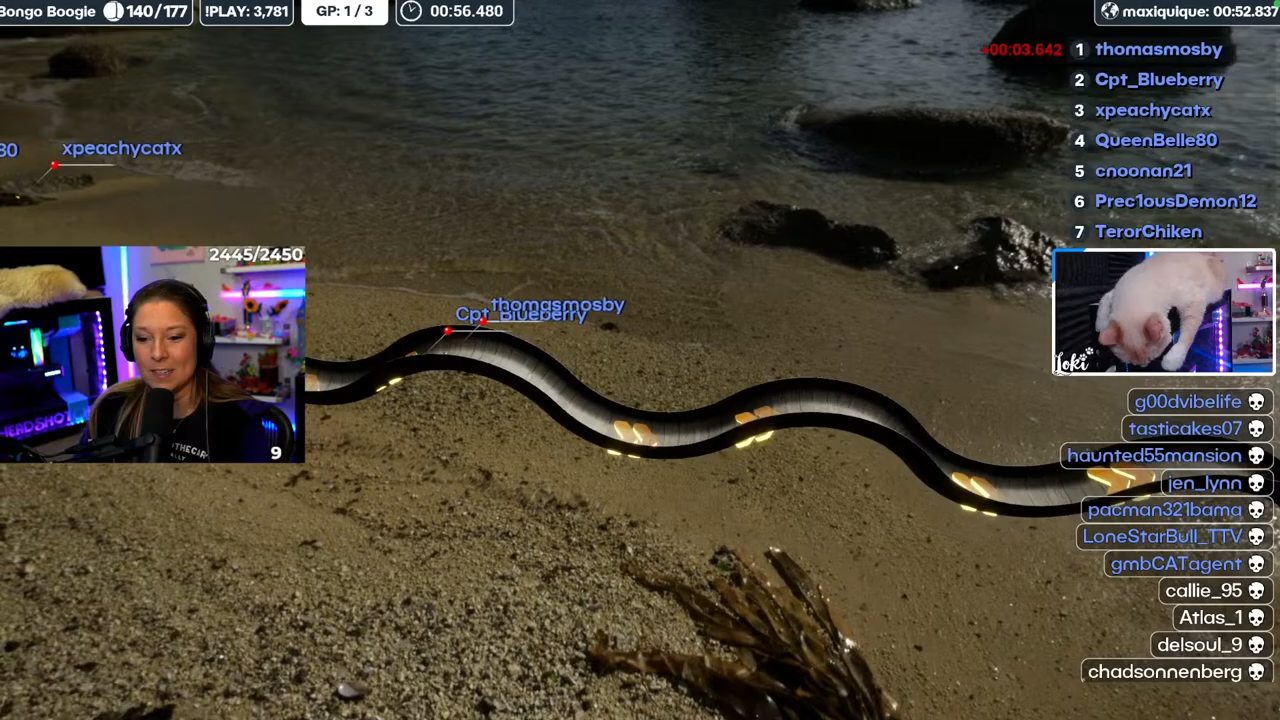 Bongo Boogie 140/177
!PLAY: 3,781
GP: 1 / 3
00:56.480
maxiquique: 00:52.837
+00:03.642 1 thomasmosby
2 Cpt_Blueberry
3 xpeachycatx
4 QueenBelle80
5 cnoonan21
6 Prec1ousDemon12
7 TerorChiken
80 xpeachycatx
2445/2450
HEADSHOT
9
thomasmosby
Cpt_Blueberry
Loki
g00dvibelife
tasticakes07
haunted55mansion
jen_lynn
pacman321bama
LoneStarBull_TTV
gmbCATagent
callie_95
Atlas_1
delsoul_9
chadsonnenberg